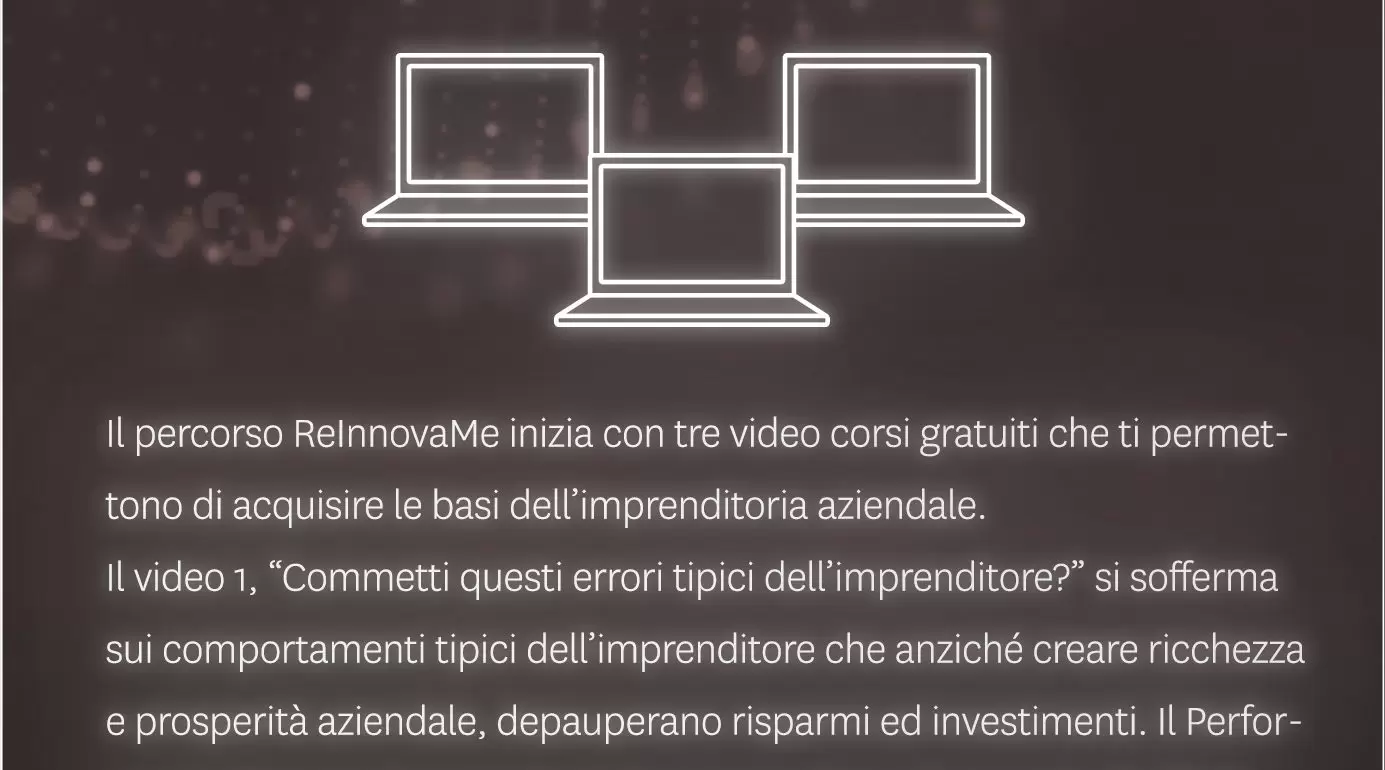 Il percorso ReInnovaMe inizia con tre video corsi gratuiti che ti permet-
tono di acquisire le basi dell’imprenditoria aziendale.
Il video 1, “Commetti questi errori tipici dell’imprenditore?” si sofferma
sui comportamenti tipici dell’imprenditore che anziché creare ricchezza
e prosperità aziendale, depauperano risparmi ed investimenti. Il Perfor-